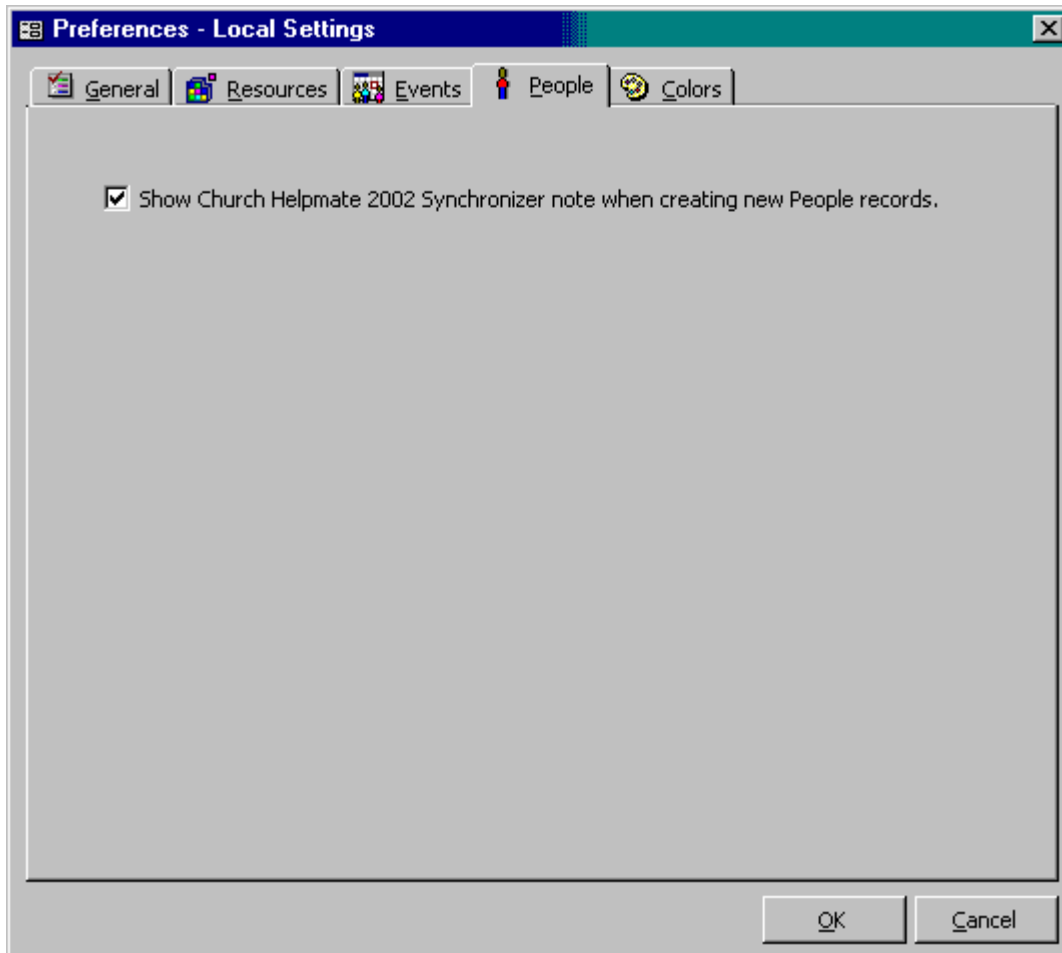 Preferences - Local Settings
General Resources Events People Colors
Show Church Helpmate 2002 Synchronizer note when creating new People records.
OK Cancel